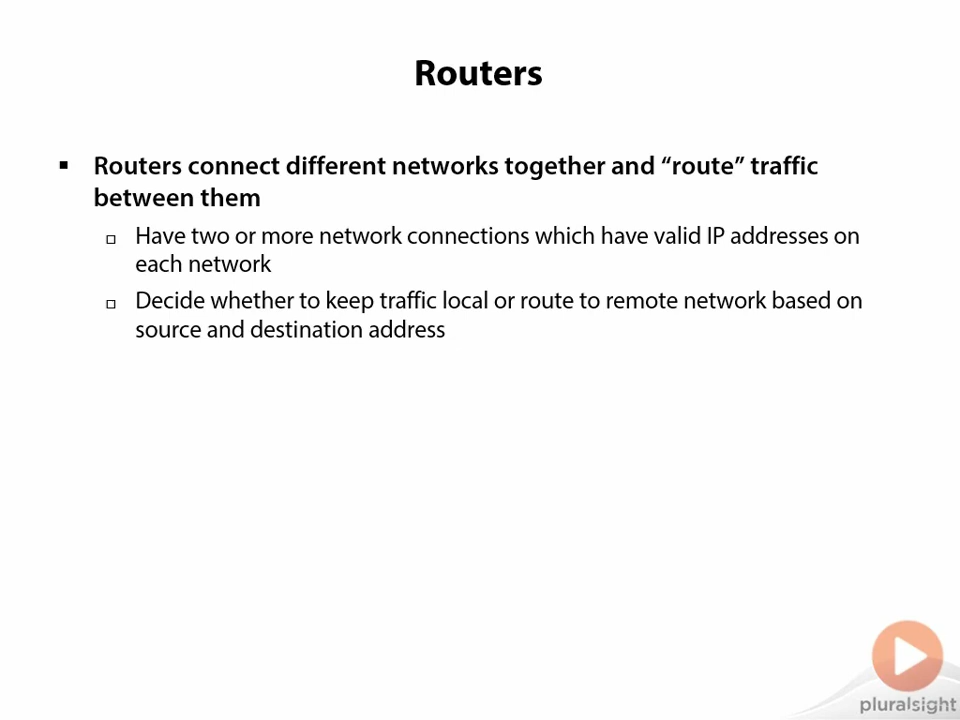 Routers
▪ Routers connect different networks together and “route” traffic
between them
▫ Have two or more network connections which have valid IP addresses on
each network
▫ Decide whether to keep traffic local or route to remote network based on
source and destination address
pluralsight